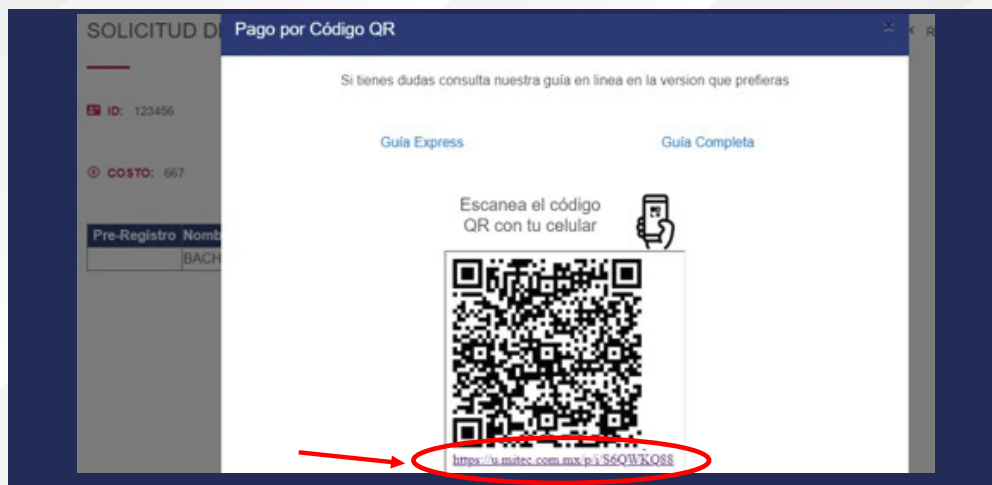 SOLICITUD D
Pago por Código QR
×
R
Si tienes dudas consulta nuestra guía en linea en la version que prefieras
ID: 123456
Guía Express
Guía Completa
COSTO: 667
Escanea el código
QR con tu celular
Pre-Registro Nomb
BACH
https://u.mitec.com.mx/p/i/S6QWKQ88